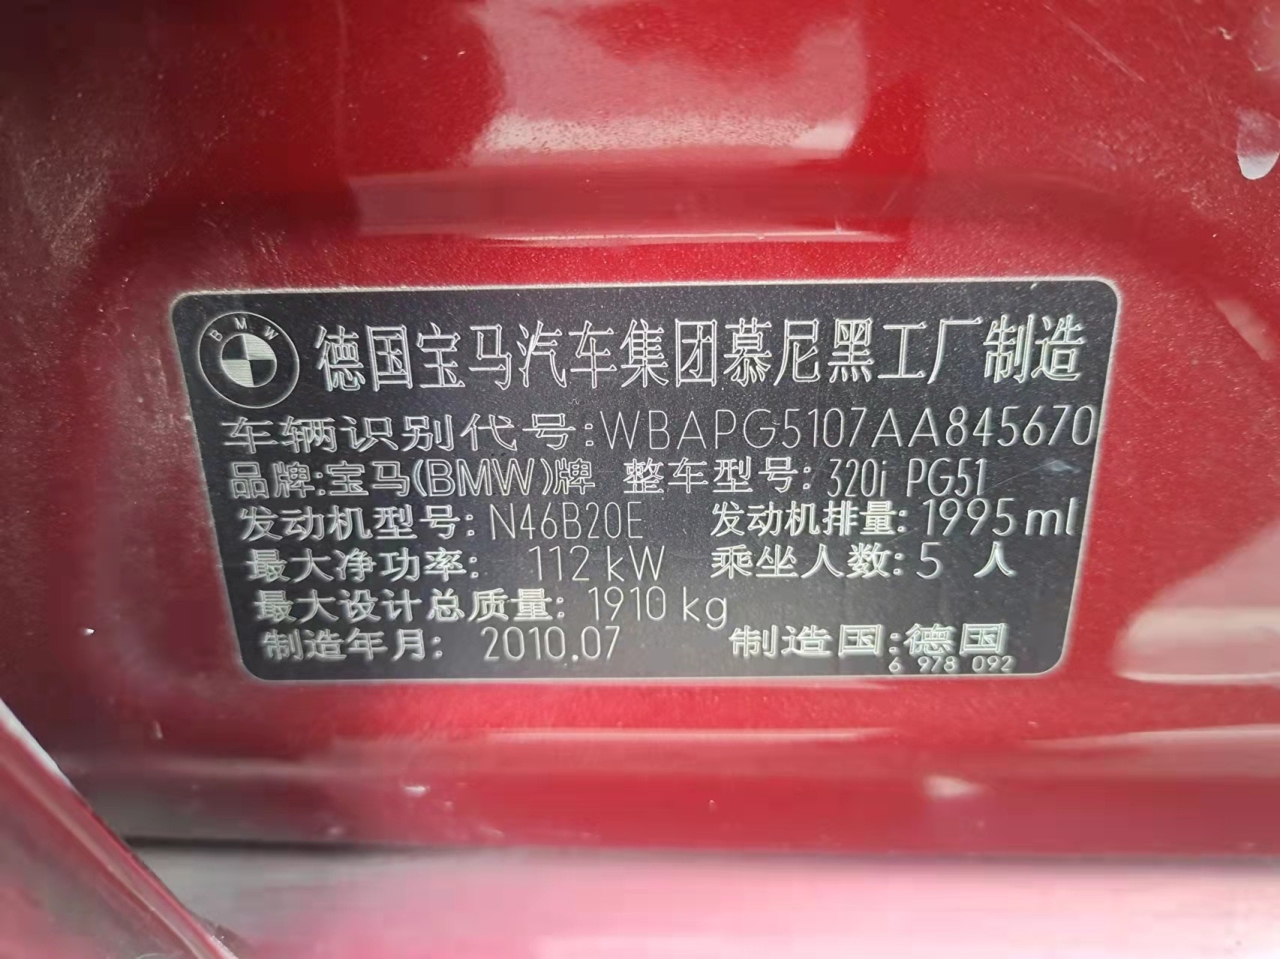 BMW 德国宝马汽车集团慕尼黑工厂制造
车辆识别代号:WBAPG5107AA845670
品牌:宝马(BMW)牌 整车型号:320i PG51
发动机型号:N46B20E 发动机排量:1995ml
最大净功率: 112kW 乘坐人数:5 人
最大设计总质量: 1910 kg
制造年月: 2010.07 制造国:德国
6 978 092